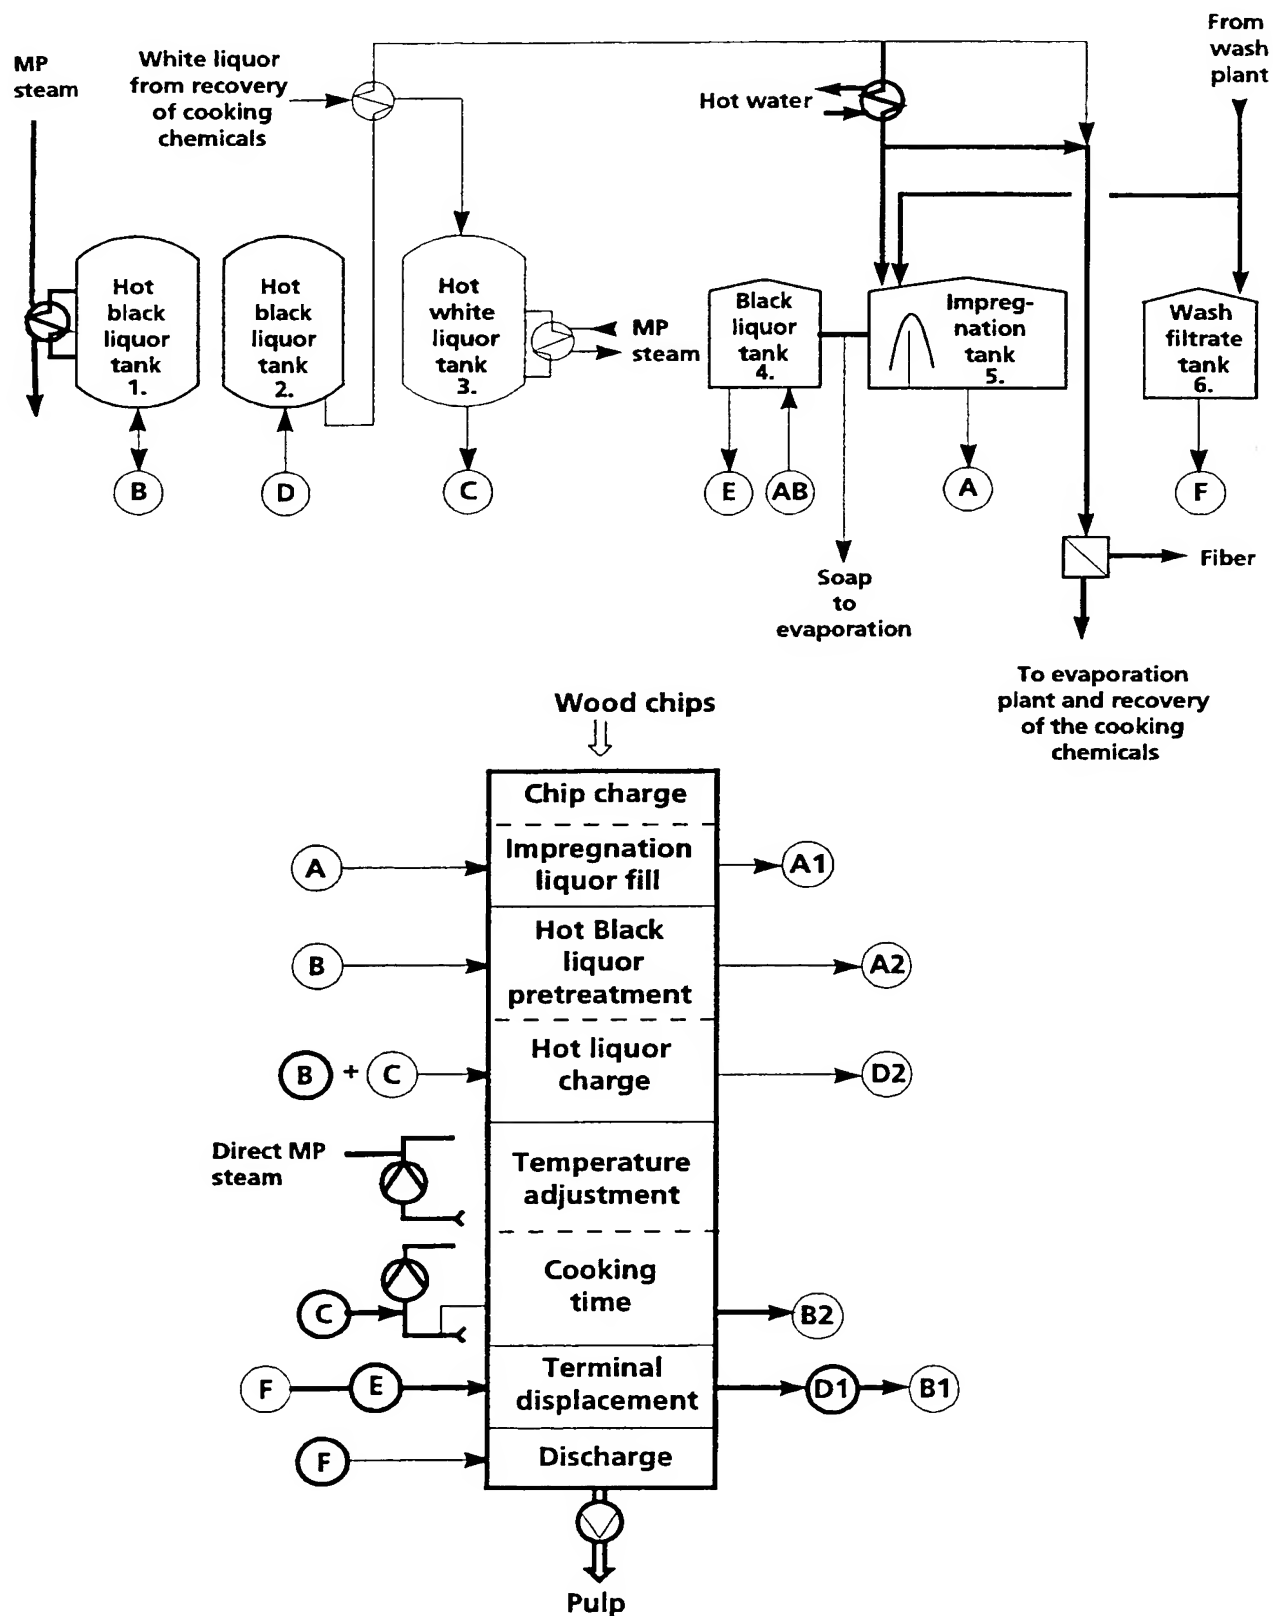 From
wash
plant
MP
steam
White liquor
from recovery
of cooking
chemicals
Hot water
Hot
black
liquor
tank
1.
Hot
black
liquor
tank
2.
Hot
white
liquor
tank
3.
MP
steam
Black
liquor
tank
4.
Impreg-
nation
tank
5.
Wash
filtrate
tank
6.
B
D
C
E
AB
A
F
Soap
to
evaporation
Fiber
To evaporation
plant and recovery
of the cooking
chemicals
Wood chips
Chip charge
A
Impregnation
liquor fill
A1
B
Hot Black
liquor
pretreatment
A2
B + C
Hot liquor
charge
D2
Direct MP
steam
Temperature
adjustment
C
Cooking
time
B2
F
E
Terminal
displacement
D1
B1
F
Discharge
Pulp